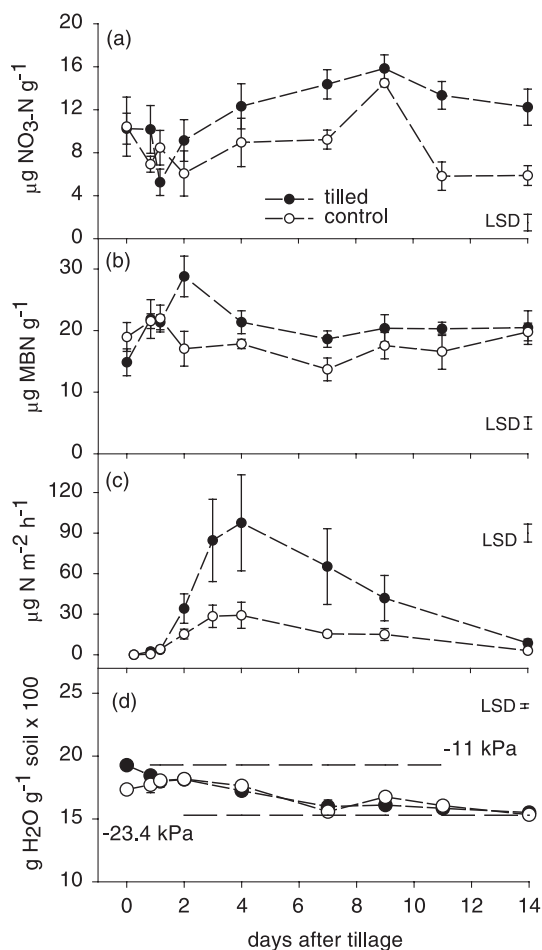 (a)
20
16
12
8
4
0
µg NO3-N g-1
tilled
control
LSD
(b)
30
20
10
0
µg MBN g-1
LSD
(c)
120
90
60
30
0
µg N m-2 h-1
LSD
(d)
25
20
15
10
g H2O g-1 soil x 100
LSD
-11 kPa
-23.4 kPa
0 2 4 6 8 10 12 14
days after tillage